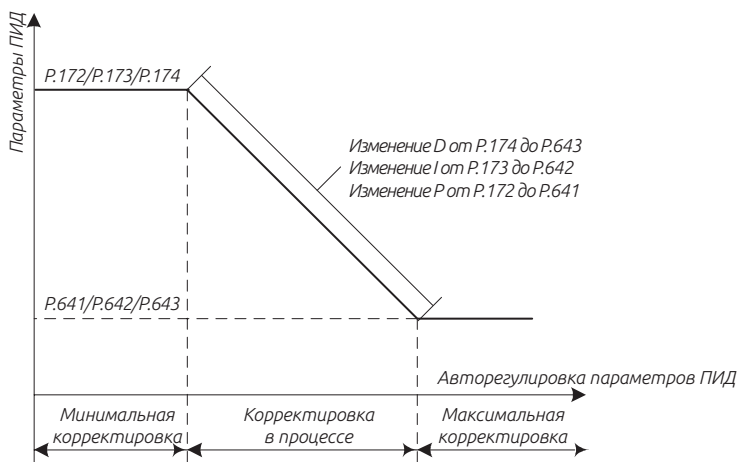 Параметры ПИД
P.172/P.173/P.174
Изменение D от P.174 до P.643
Изменение I от P.173 до P.642
Изменение P от P.172 до P.641
P.641/P.642/P.643
Авторегулировка параметров ПИД
Минимальная
корректировка
Корректировка
в процессе
Максимальная
корректировка